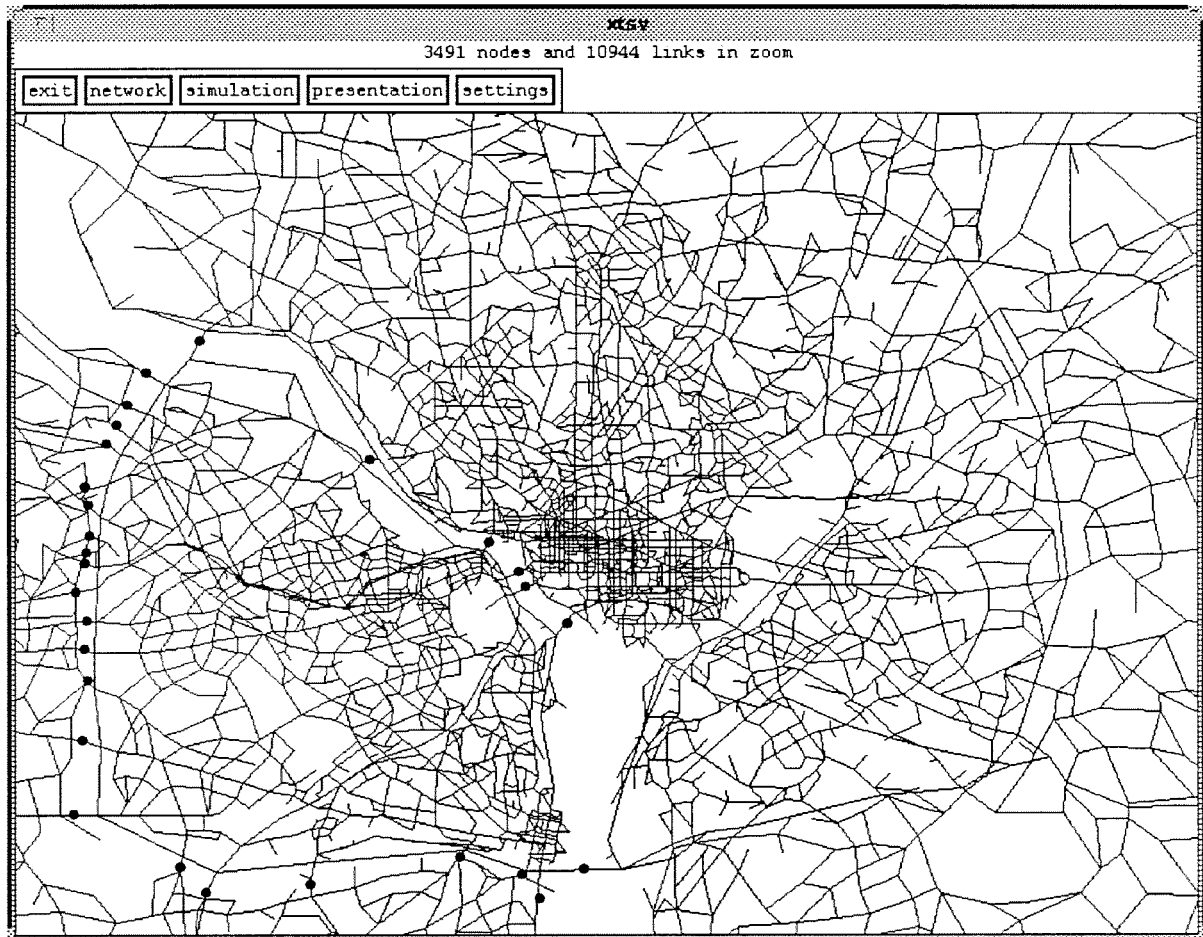 xtsv
3491 nodes and 10944 links in zoom
exit network simulation presentation settings